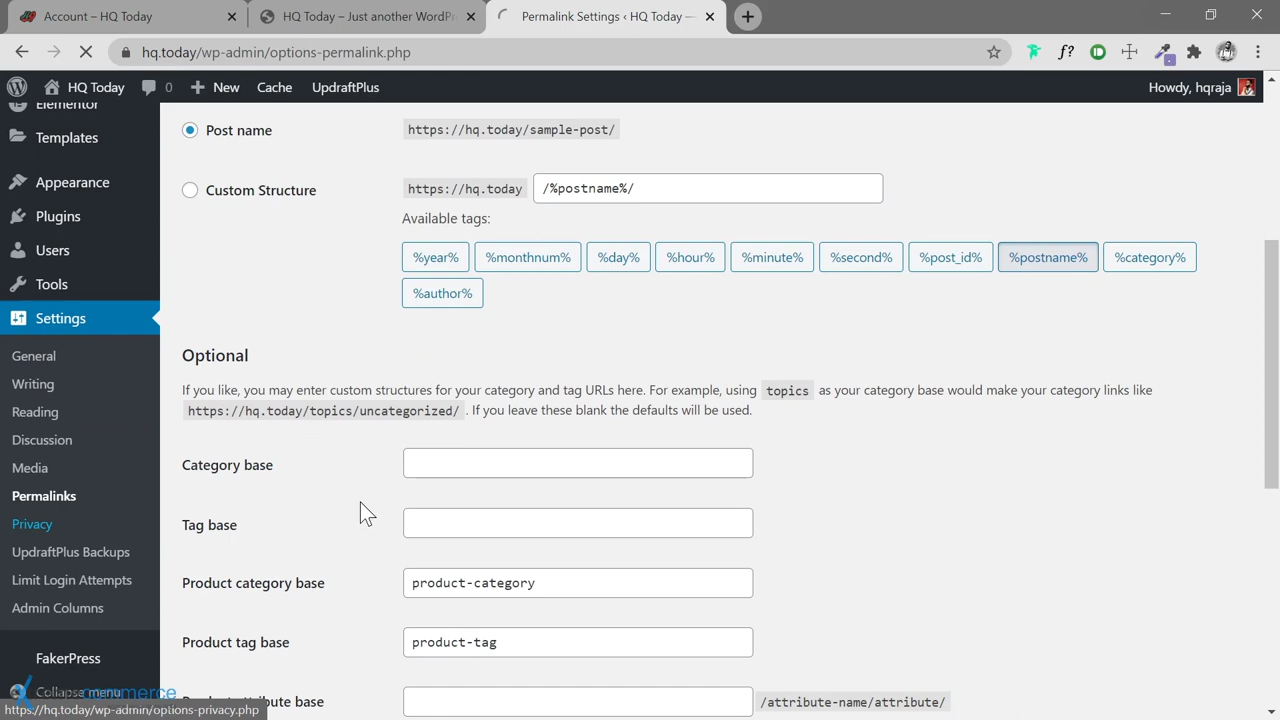 Account – HQ Today
HQ Today – Just another WordPr
Permalink Settings ‹ HQ Today —
hq.today/wp-admin/options-permalink.php
f?
HQ Today
0
New
Cache
UpdraftPlus
Howdy, hqraja
Elementor
Templates
Appearance
Plugins
Users
Tools
Settings
General
Writing
Reading
Discussion
Media
Permalinks
Privacy
UpdraftPlus Backups
Limit Login Attempts
Admin Columns
FakerPress
Collapse menu
commerce
https://hq.today/wp-admin/options-privacy.php
Post name
https://hq.today/sample-post/
Custom Structure
https://hq.today
/%postname%/
Available tags:
%year%
%monthnum%
%day%
%hour%
%minute%
%second%
%post_id%
%postname%
%category%
%author%
Optional
If you like, you may enter custom structures for your category and tag URLs here. For example, using topics as your category base would make your category links like
https://hq.today/topics/uncategorized/ . If you leave these blank the defaults will be used.
Category base
Tag base
Product category base
product-category
Product tag base
product-tag
Product attribute base
/attribute-name/attribute/